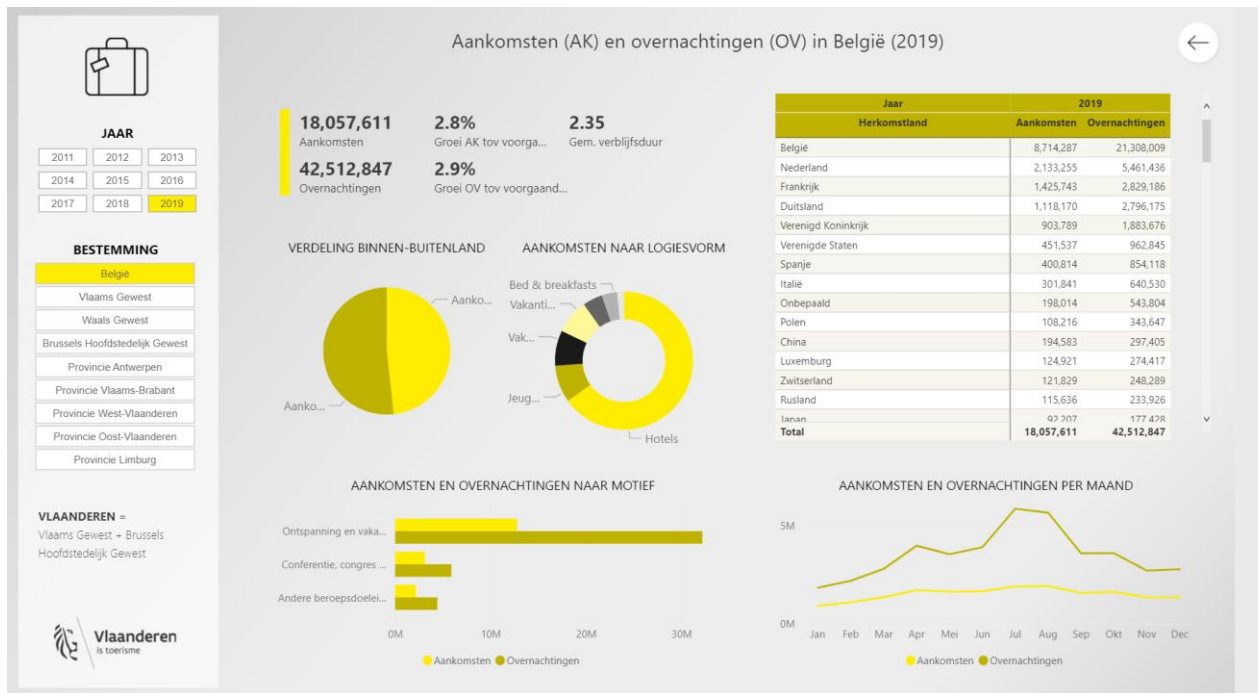 Aankomsten (AK) en overnachtingen (OV) in België (2019)
JAAR
2011 2012 2013
2014 2015 2016
2017 2018 2019
BESTEMMING
België
Vlaams Gewest
Waals Gewest
Brussels Hoofdstedelijk Gewest
Provincie Antwerpen
Provincie Vlaams-Brabant
Provincie West-Vlaanderen
Provincie Oost-Vlaanderen
Provincie Limburg
VLAANDEREN =
Vlaams Gewest + Brussels
Hoofdstedelijk Gewest
Vlaanderen
is toerisme
18,057,611 2.8% 2.35
Aankomsten Groei AK tov voorga... Gem. verblijfsduur
42,512,847 2.9%
Overnachtingen Groei OV tov voorgaand...
Jaar 2019
Herkomstland Aankomsten Overnachtingen
België 8,714,287 21,308,009
Nederland 2,133,255 5,461,436
Frankrijk 1,425,743 2,829,186
Duitsland 1,118,170 2,796,175
Verenigd Koninkrijk 903,789 1,883,676
Verenigde Staten 451,537 962,845
Spanje 400,814 854,118
Italië 301,841 640,530
Onbepaald 198,014 543,804
Polen 108,216 343,647
China 194,583 297,405
Luxemburg 124,921 274,417
Zwitserland 121,829 248,289
Rusland 115,636 233,926
Japan 92,207 177,428
Total 18,057,611 42,512,847
VERDELING BINNEN-BUITENLAND
Aanko...
Aanko...
AANKOMSTEN NAAR LOGIESVORM
Bed & breakfasts
Vakanti...
Vak...
Jeug...
Hotels
AANKOMSTEN EN OVERNACHTINGEN NAAR MOTIEF
Ontspanning en vaka...
Conferentie, congres ...
Andere beroepsdoelei...
0M 10M 20M 30M
Aankomsten Overnachtingen
AANKOMSTEN EN OVERNACHTINGEN PER MAAND
5M
0M
Jan Feb Mar Apr Mei Jun Jul Aug Sep Okt Nov Dec
Aankomsten Overnachtingen